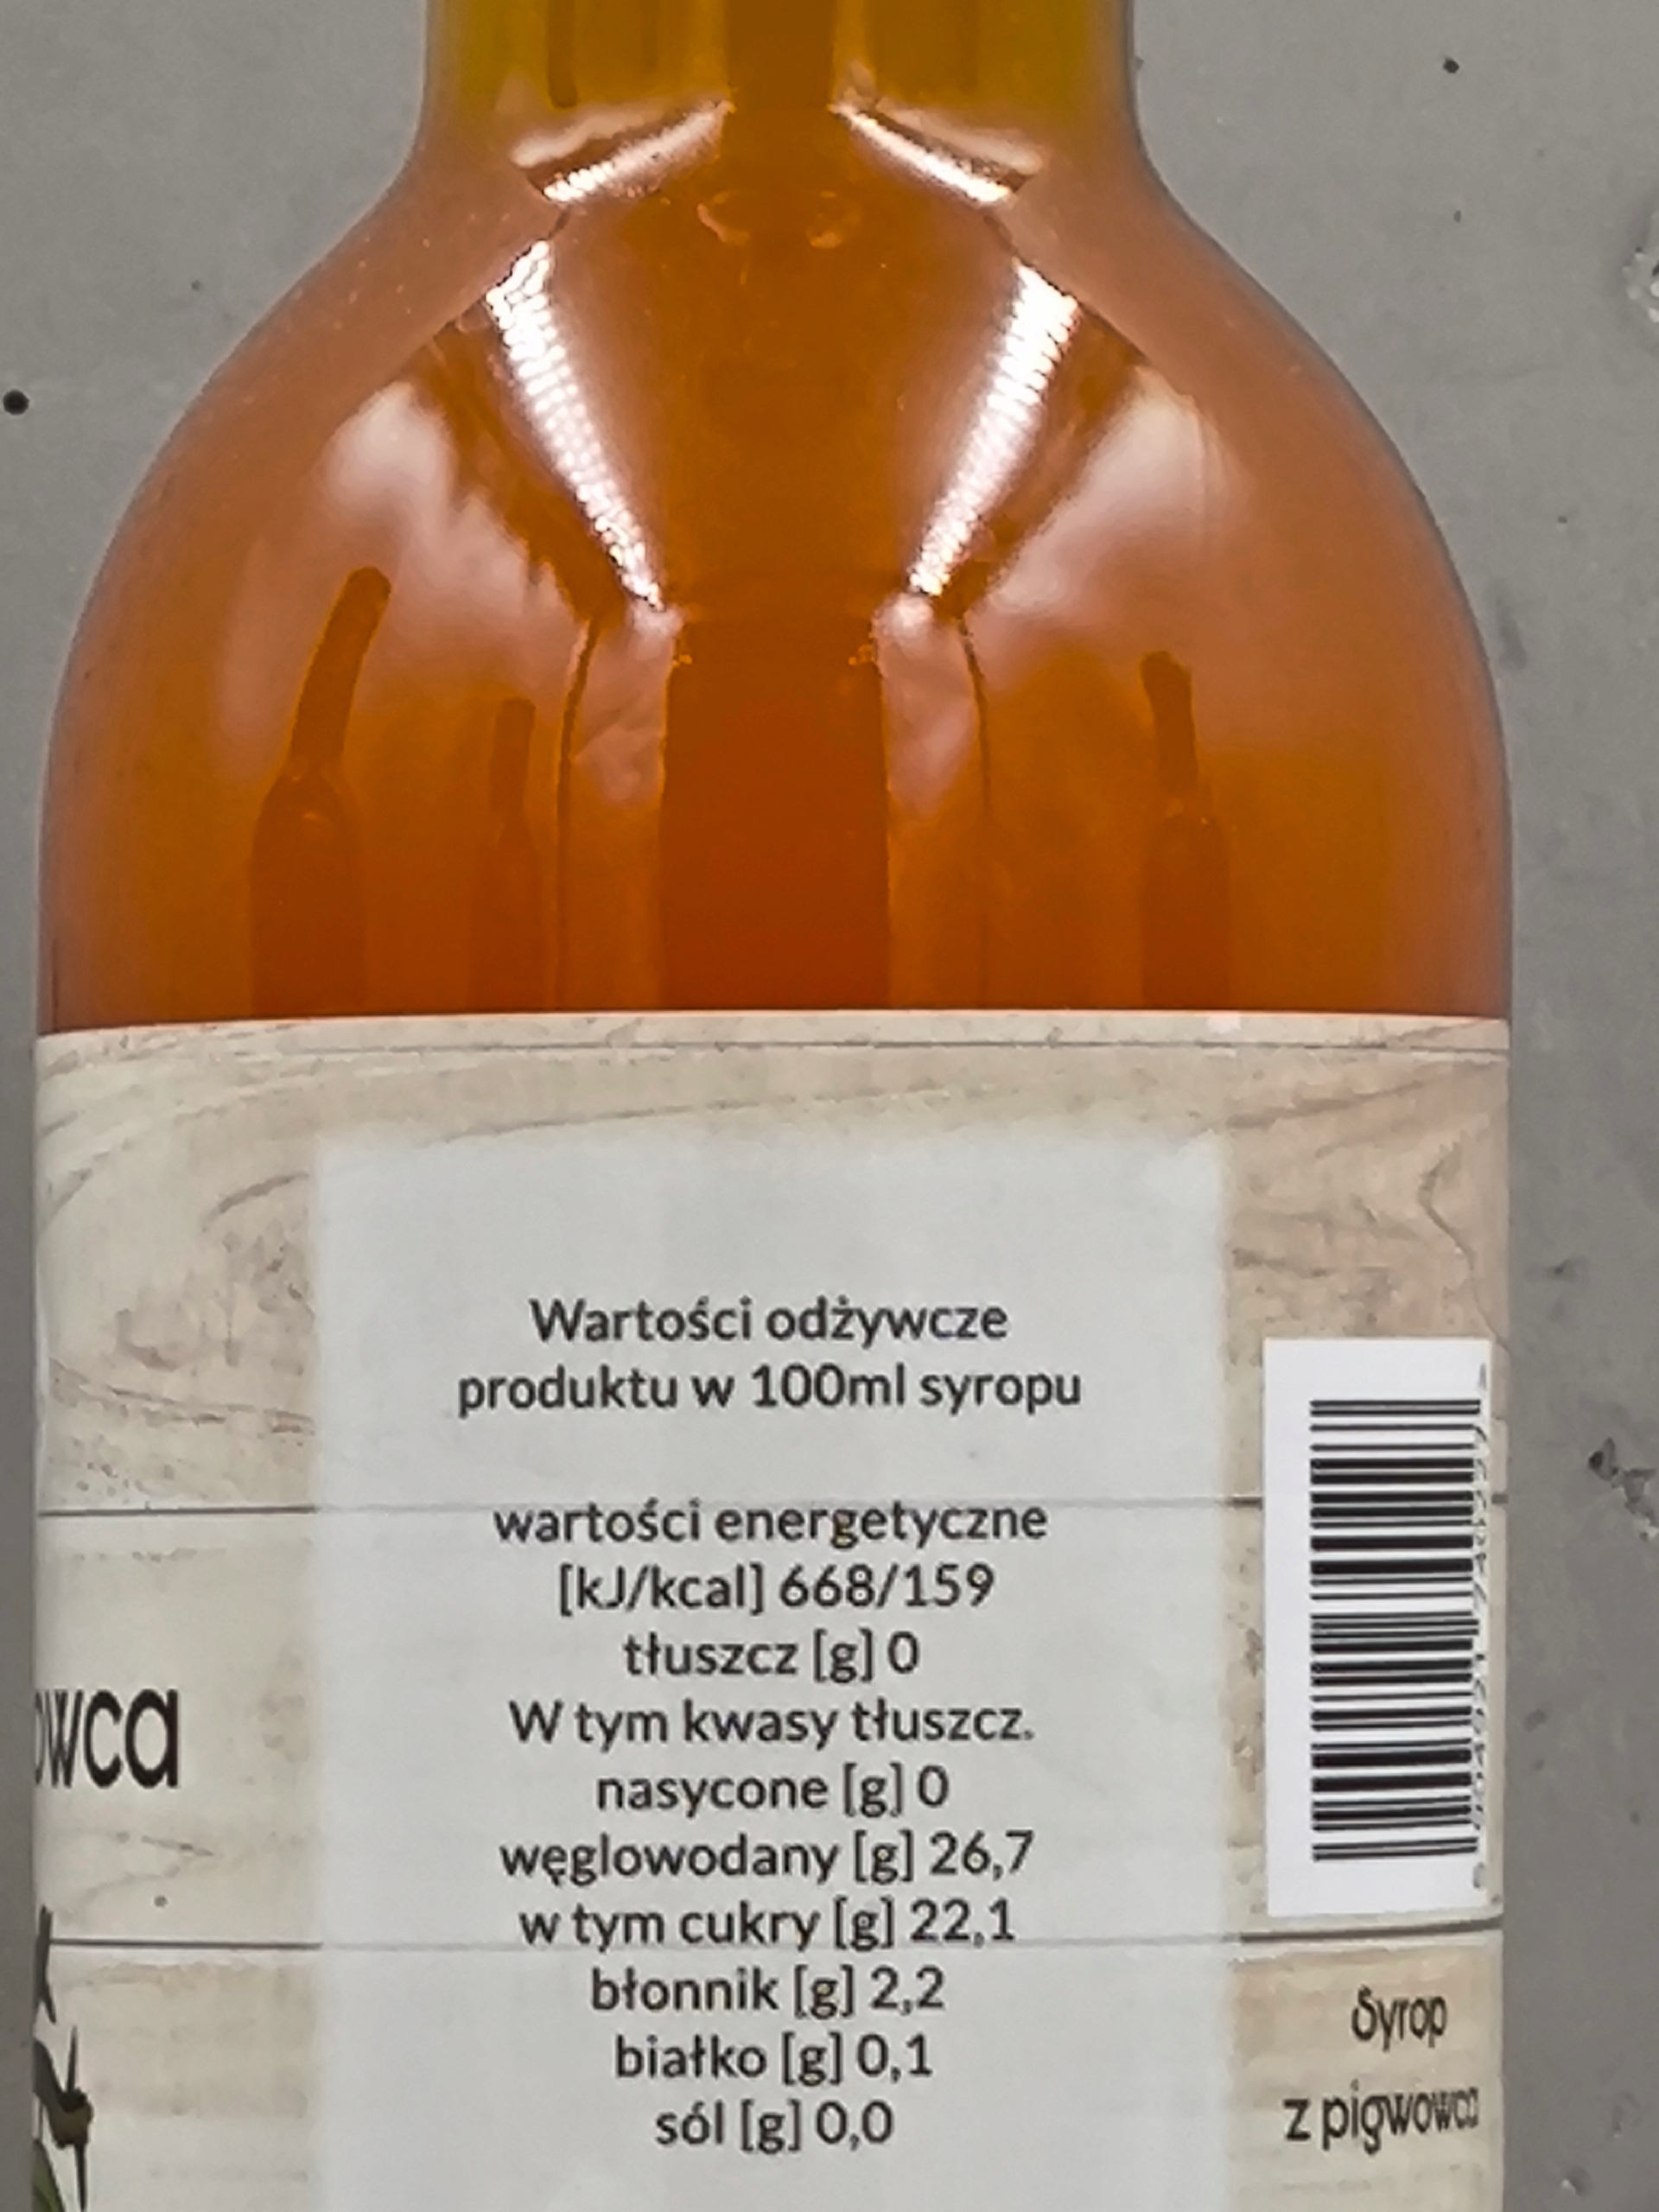 Wartości odżywcze
produktu w 100ml syropu
wartości energetyczne
[kJ/kcal] 668/159
tłuszcz [g] 0
W tym kwasy tłuszcz.
nasycone [g] 0
węglowodany [g] 26,7
w tym cukry [g] 22,1
błonnik [g] 2,2
białko [g] 0,1
sól [g] 0,0
owca
Syrop
z pigwowca